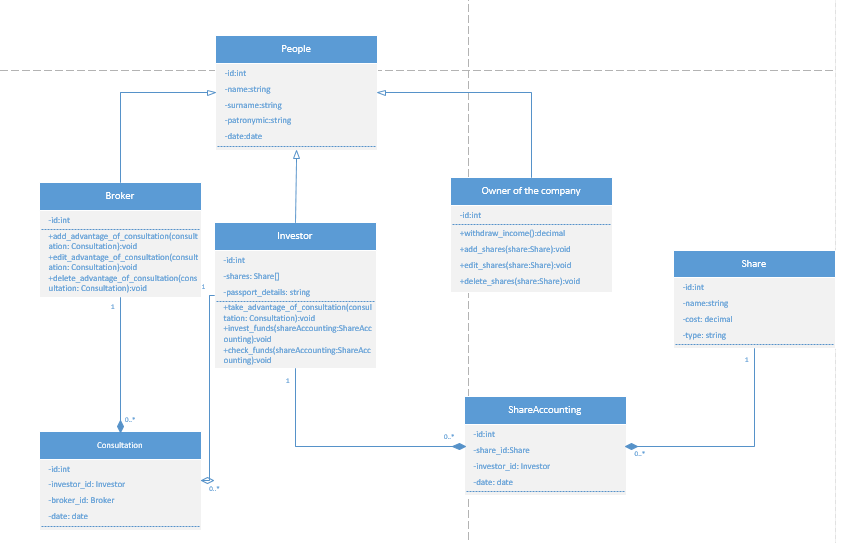 People
-id:int
-name:string
-surname:string
-patronymic:string
-date:date
Broker
-id:int
+add_advantage_of_consultation(consult
ation: Consultation):void
+edit_advantage_of_consultation(consult
ation: Consultation):void
+delete_advantage_of_consultation(cons
ultation: Consultation):void
1
Investor
-id:int
-shares: Share[]
-passport_details: string
+take_advantage_of_consultation(consul
tation: Consultation):void
+invest_funds(shareAccounting:ShareAcc
ounting):void
+check_funds(shareAccounting:ShareAcc
ounting):void
1
1
Owner of the company
-id:int
+withdraw_income():decimal
+add_shares(share:Share):void
+edit_shares(share:Share):void
+delete_shares(share:Share):void
Share
-id:int
-name:string
-cost: decimal
-type: string
1
0..*
Consultation
-id:int
-investor_id: Investor
-broker_id: Broker
-date: date
0..*
0..*
ShareAccounting
-id:int
-share_id:Share
-investor_id: Investor
-date: date
0..*